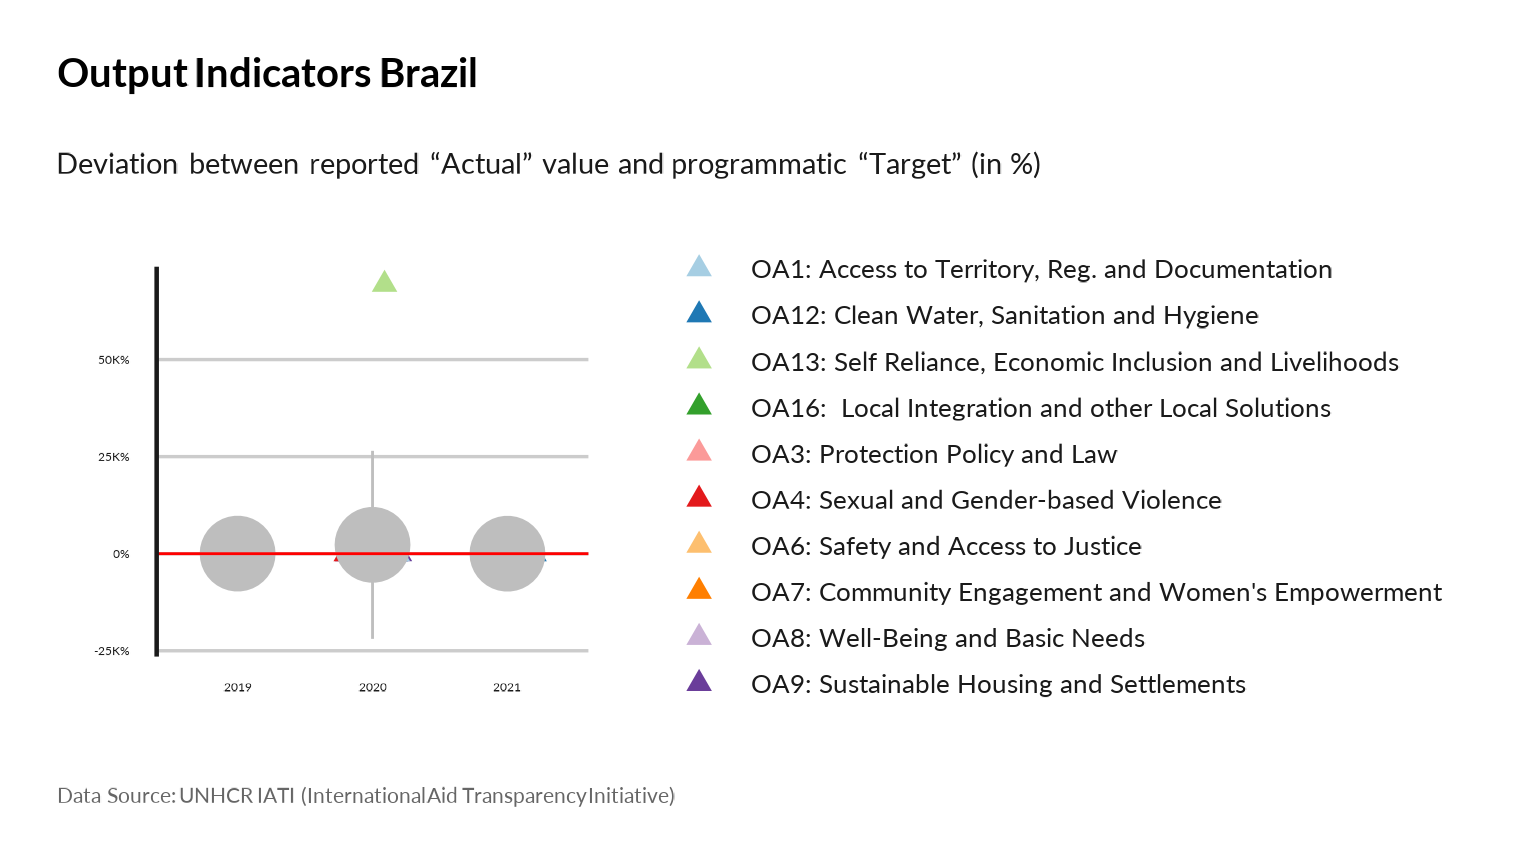 Output Indicators Brazil
Deviation between reported “Actual” value and programmatic “Target” (in %)
50K%
25K%
0%
-25K%
2019 2020 2021
OA1: Access to Territory, Reg. and Documentation
OA12: Clean Water, Sanitation and Hygiene
OA13: Self Reliance, Economic Inclusion and Livelihoods
OA16: Local Integration and other Local Solutions
OA3: Protection Policy and Law
OA4: Sexual and Gender-based Violence
OA6: Safety and Access to Justice
OA7: Community Engagement and Women's Empowerment
OA8: Well-Being and Basic Needs
OA9: Sustainable Housing and Settlements
Data Source: UNHCR IATI (International Aid Transparency Initiative)